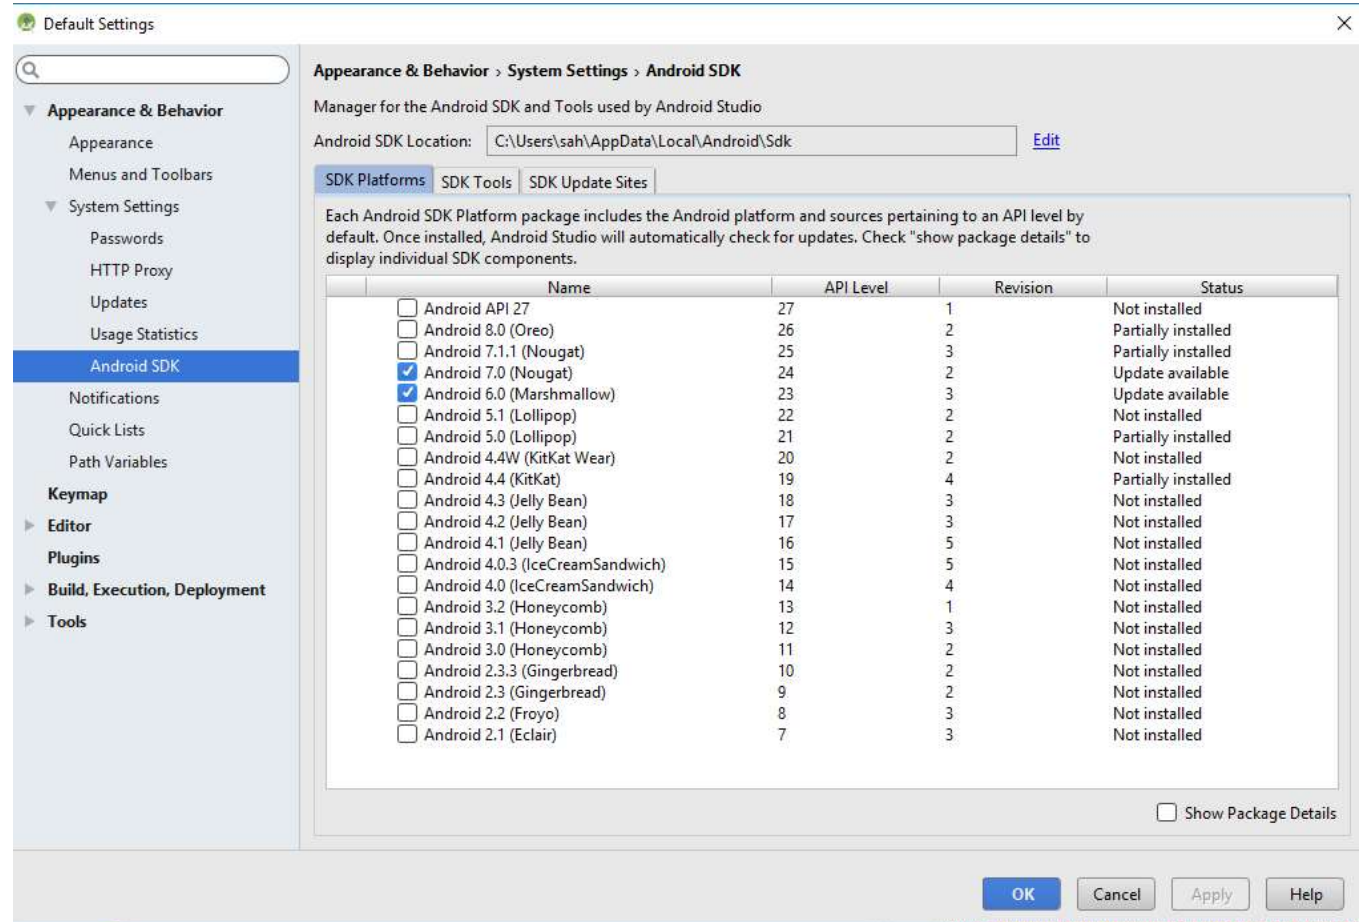 Default Settings
Appearance & Behavior
Appearance
Menus and Toolbars
System Settings
Passwords
HTTP Proxy
Updates
Usage Statistics
Android SDK
Notifications
Quick Lists
Path Variables
Keymap
Editor
Plugins
Build, Execution, Deployment
Tools
Appearance & Behavior › System Settings › Android SDK
Manager for the Android SDK and Tools used by Android Studio
Android SDK Location: C:\Users\sah\AppData\Local\Android\Sdk Edit
SDK Platforms SDK Tools SDK Update Sites
Each Android SDK Platform package includes the Android platform and sources pertaining to an API level by
default. Once installed, Android Studio will automatically check for updates. Check "show package details" to
display individual SDK components.
Name API Level Revision Status
Android API 27 27 1 Not installed
Android 8.0 (Oreo) 26 2 Partially installed
Android 7.1.1 (Nougat) 25 3 Partially installed
Android 7.0 (Nougat) 24 2 Update available
Android 6.0 (Marshmallow) 23 3 Update available
Android 5.1 (Lollipop) 22 2 Not installed
Android 5.0 (Lollipop) 21 2 Partially installed
Android 4.4W (KitKat Wear) 20 2 Not installed
Android 4.4 (KitKat) 19 4 Partially installed
Android 4.3 (Jelly Bean) 18 3 Not installed
Android 4.2 (Jelly Bean) 17 3 Not installed
Android 4.1 (Jelly Bean) 16 5 Not installed
Android 4.0.3 (IceCreamSandwich) 15 5 Not installed
Android 4.0 (IceCreamSandwich) 14 4 Not installed
Android 3.2 (Honeycomb) 13 1 Not installed
Android 3.1 (Honeycomb) 12 3 Not installed
Android 3.0 (Honeycomb) 11 2 Not installed
Android 2.3.3 (Gingerbread) 10 2 Not installed
Android 2.3 (Gingerbread) 9 2 Not installed
Android 2.2 (Froyo) 8 3 Not installed
Android 2.1 (Eclair) 7 3 Not installed
Show Package Details
OK Cancel Apply Help